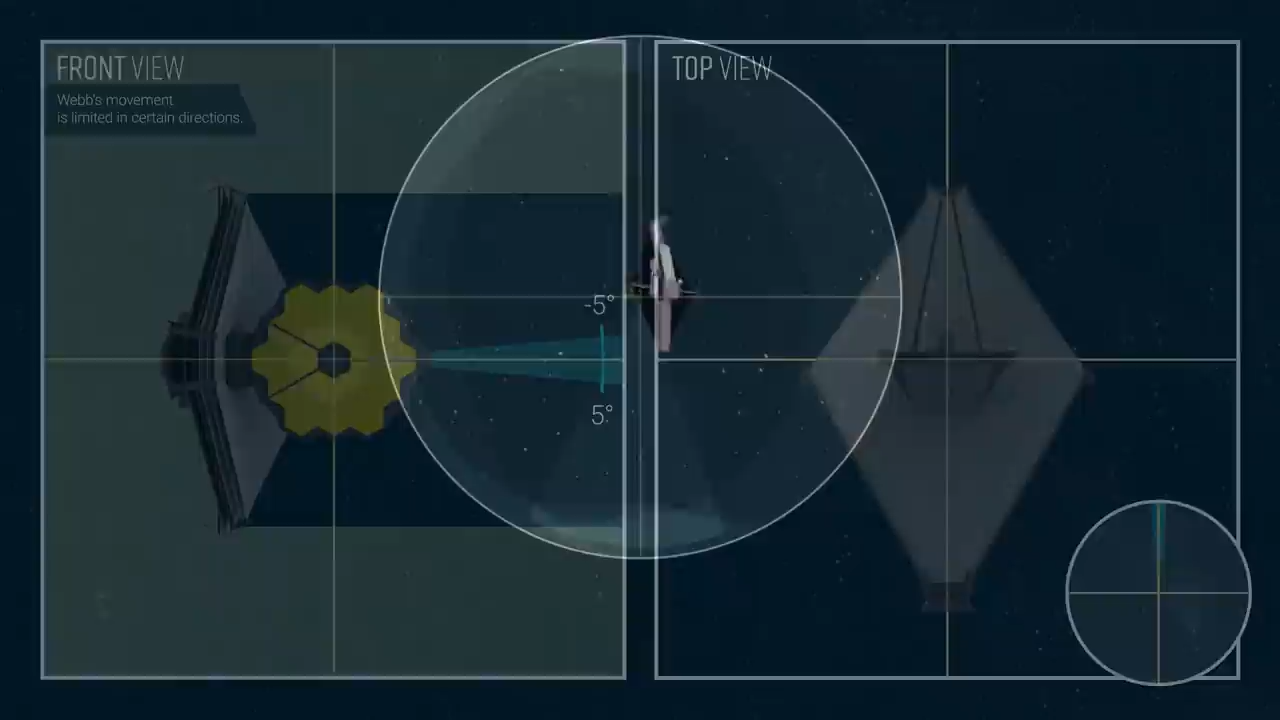 FRONT VIEW
Webb's movement
is limited in certain directions.
TOP VIEW
-5°
5°